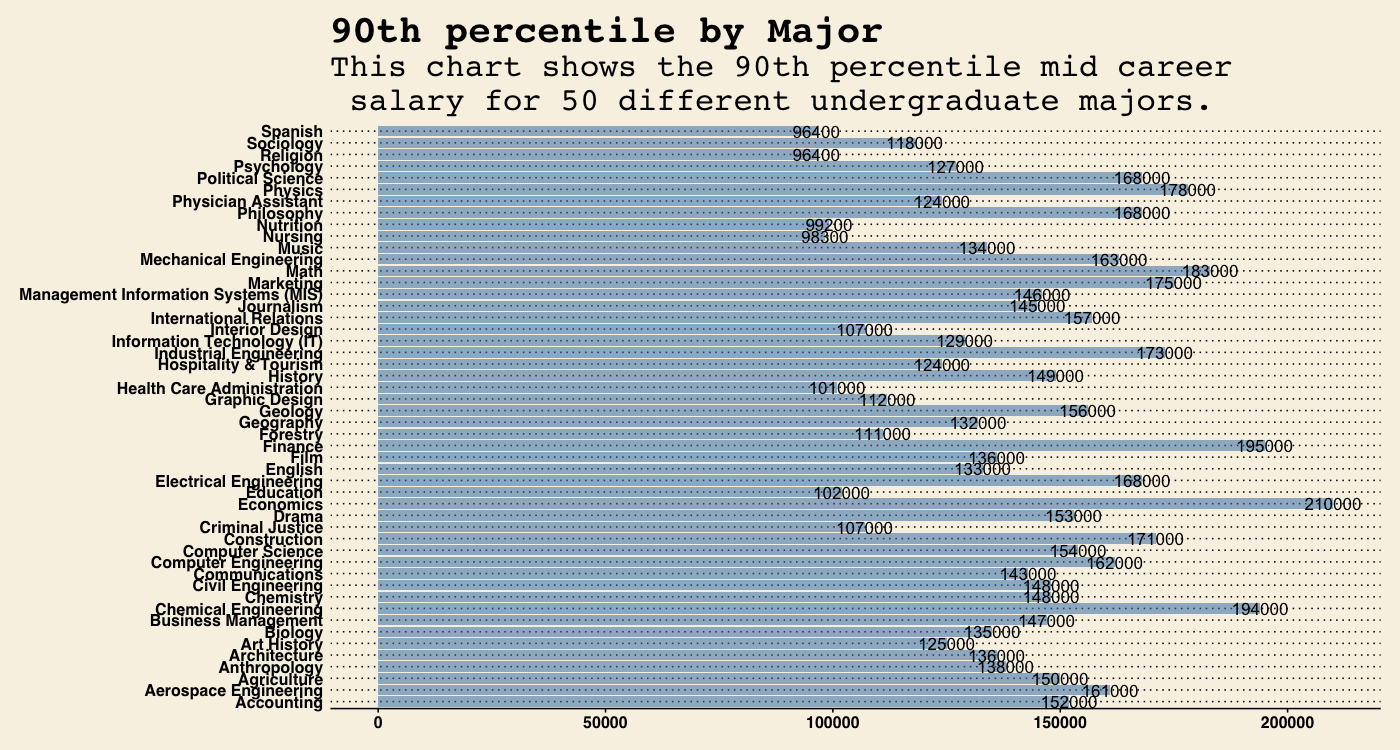 90th percentile by Major
This chart shows the 90th percentile mid career
salary for 50 different undergraduate majors.
Spanish 96400
Sociology 118000
Religion 96400
Psychology 127000
Political Science 168000
Physics 178000
Physician Assistant 124000
Philosophy 168000
Nutrition 99200
Nursing 98300
Music 134000
Mechanical Engineering 163000
Math 183000
Marketing 175000
Management Information Systems (MIS) 146000
Journalism 145000
International Relations 157000
Interior Design 107000
Information Technology (IT) 129000
Industrial Engineering 173000
Hospitality & Tourism 124000
History 149000
Health Care Administration 101000
Graphic Design 112000
Geology 156000
Geography 132000
Forestry 111000
Finance 195000
Film 136000
English 133000
Electrical Engineering 168000
Education 102000
Economics 210000
Drama 153000
Criminal Justice 107000
Construction 171000
Computer Science 154000
Computer Engineering 162000
Communications 143000
Civil Engineering 148000
Chemistry 148000
Chemical Engineering 194000
Business Management 147000
Biology 135000
Art History 125000
Architecture 136000
Anthropology 138000
Agriculture 150000
Aerospace Engineering 161000
Accounting 152000
0 50000 100000 150000 200000